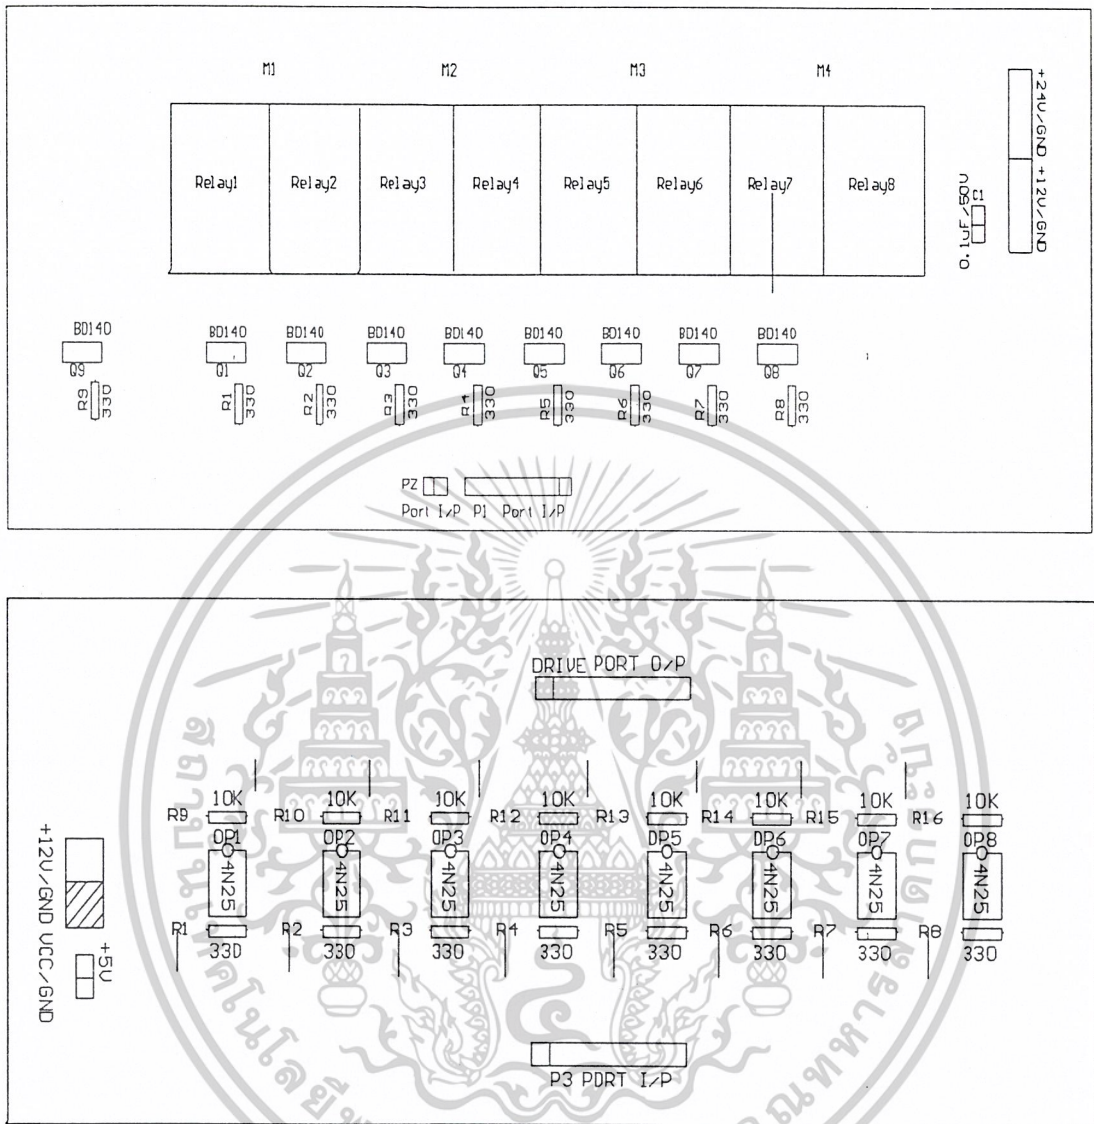 M1 M2 M3 M4
Relay1 Relay2 Relay3 Relay4 Relay5 Relay6 Relay7 Relay8
+24V/GND +12V/GND
C1
0.1UF/50V
BD140 BD140 BD140 BD140 BD140 BD140 BD140 BD140 BD140
Q9 Q1 Q2 Q3 Q4 Q5 Q6 Q7 Q8
R9 330 R1 330 R2 330 R3 330 R4 330 R5 330 R6 330 R7 330 R8 330
P2
Port I/P P1 Port I/P
DRIVE PORT O/P
10K 10K 10K 10K 10K 10K 10K 10K
R9 R10 R11 R12 R13 R14 R15 R16
OP1 OP2 OP3 OP4 OP5 OP6 OP7 OP8
4N25 4N25 4N25 4N25 4N25 4N25 4N25 4N25
R1 R2 R3 R4 R5 R6 R7 R8
330 330 330 330 330 330 330 330
+12V/GND VCC/GND
+5V
P3 PORT I/P